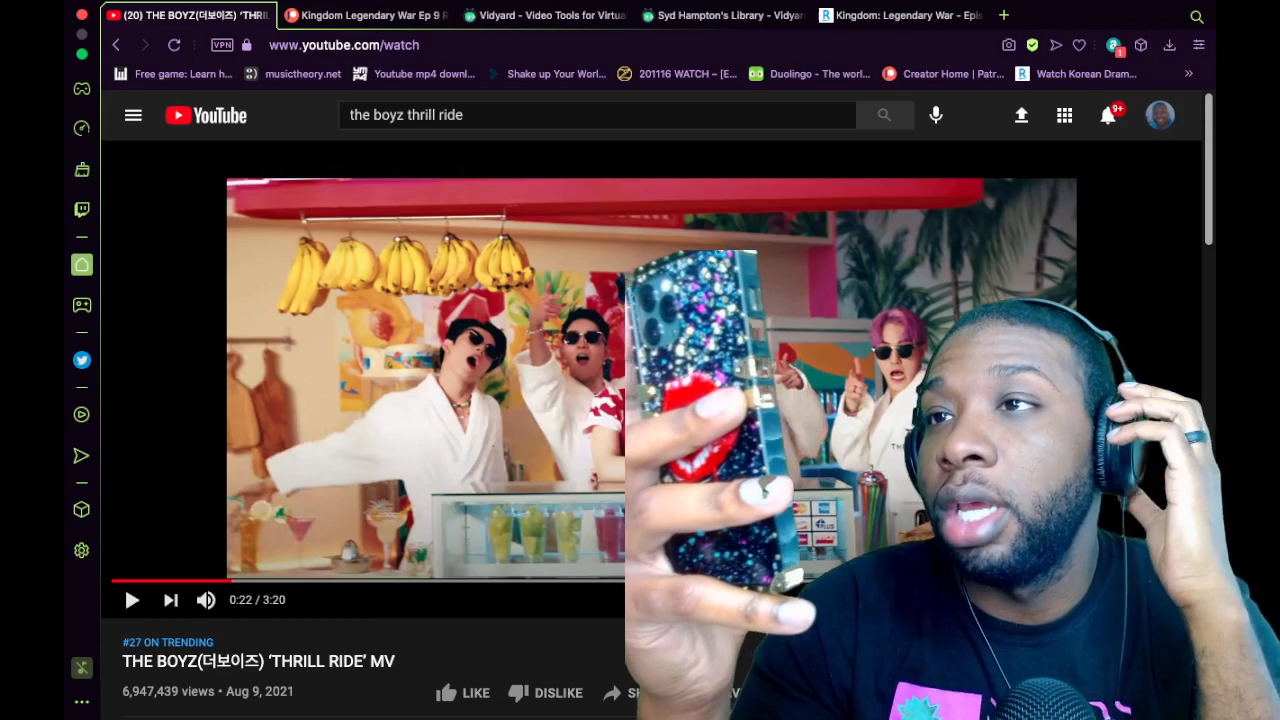 (20) THE BOYZ(더보이즈) ‘THRIL
Kingdom Legendary War Ep 9 R
Vidyard - Video Tools for Virtua
Syd Hampton's Library - Vidyar
Kingdom: Legendary War - Epis
VPN
www.youtube.com/watch
1
Free game: Learn h...
musictheory.net
Youtube mp4 downl...
Shake up Your Worl...
201116 WATCH – [E...
Duolingo - The worl...
Creator Home | Patr...
Watch Korean Dram...
YouTube
the boyz thrill ride
9+
0:22 / 3:20
#27 ON TRENDING
THE BOYZ(더보이즈) ‘THRILL RIDE’ MV
6,947,439 views • Aug 9, 2021
LIKE
DISLIKE